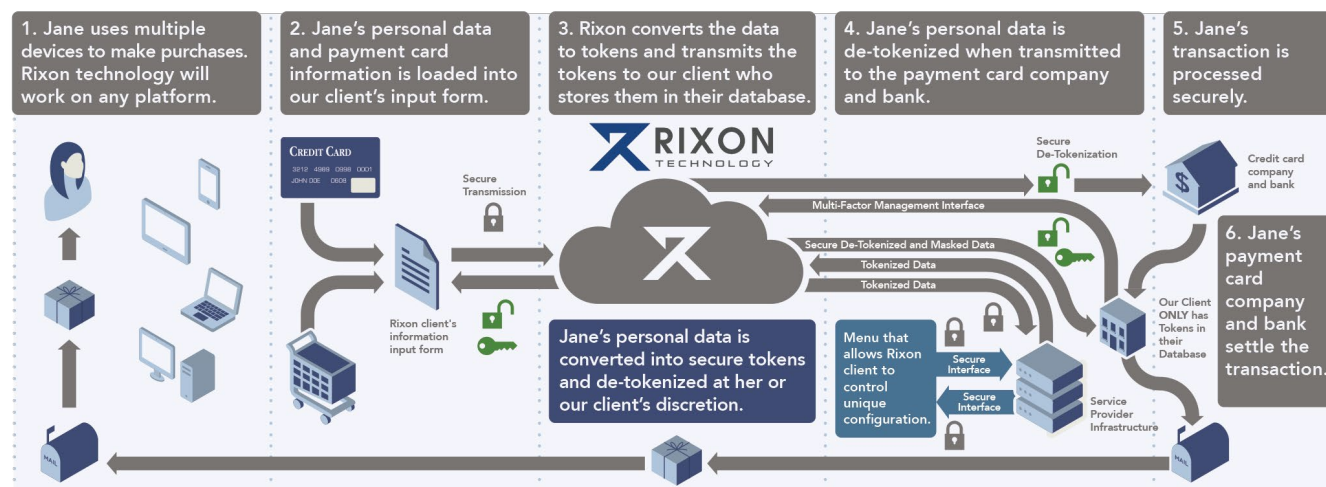 1. Jane uses multiple
devices to make purchases.
Rixon technology will
work on any platform.
2. Jane's personal data
and payment card
information is loaded into
our client's input form.
3. Rixon converts the data
to tokens and transmits the
tokens to our client who
stores them in their database.
4. Jane's personal data is
de-tokenized when transmitted
to the payment card company
and bank.
5. Jane's
transaction is
processed
securely.
CREDIT CARD
3212 4989 0998 0001
JOHN DOE 0609
Secure
Transmission
Rixon client's
information
input form
RIXON
TECHNOLOGY
Secure
De-Tokenization
Multi-Factor Management Interface
Secure De-Tokenized and Masked Data
Tokenized Data
Tokenized Data
Credit card
company
and bank
6. Jane's
payment
card
company
and bank
settle the
transaction.
Our Client
ONLY has
Tokens in
their
Database
Jane's personal data is
converted into secure tokens
and de-tokenized at her or
our client's discretion.
Menu that
allows Rixon
client to
control
unique
configuration.
Secure
Interface
Secure
Interface
Service
Provider
Infrastructure
MAIL
MAIL